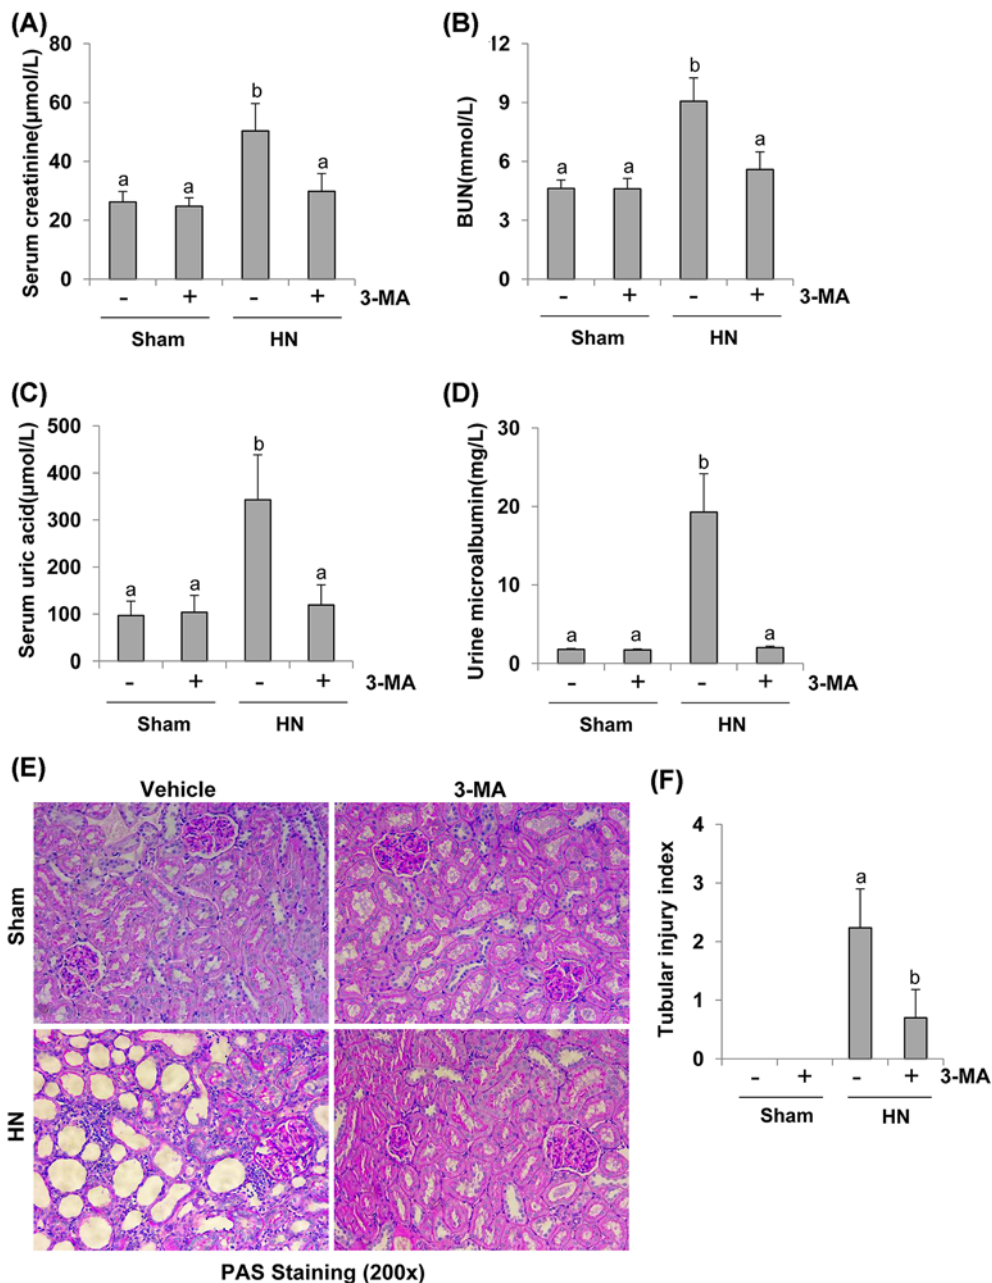 (A)
Serum creatinine(μmol/L)
80
60
40
20
0
a
a
b
a
- + - + 3-MA
Sham HN
(B)
BUN(mmol/L)
12
9
6
3
0
a
a
b
a
- + - + 3-MA
Sham HN
(C)
Serum uric acid(μmol/L)
500
400
300
200
100
0
a
a
b
a
- + - + 3-MA
Sham HN
(D)
Urine microalbumin(mg/L)
30
20
10
0
a
a
b
a
- + - + 3-MA
Sham HN
(E)
Vehicle 3-MA
Sham
HN
PAS Staining (200x)
(F)
Tubular injury index
4
3
2
1
0
a
b
- + - + 3-MA
Sham HN